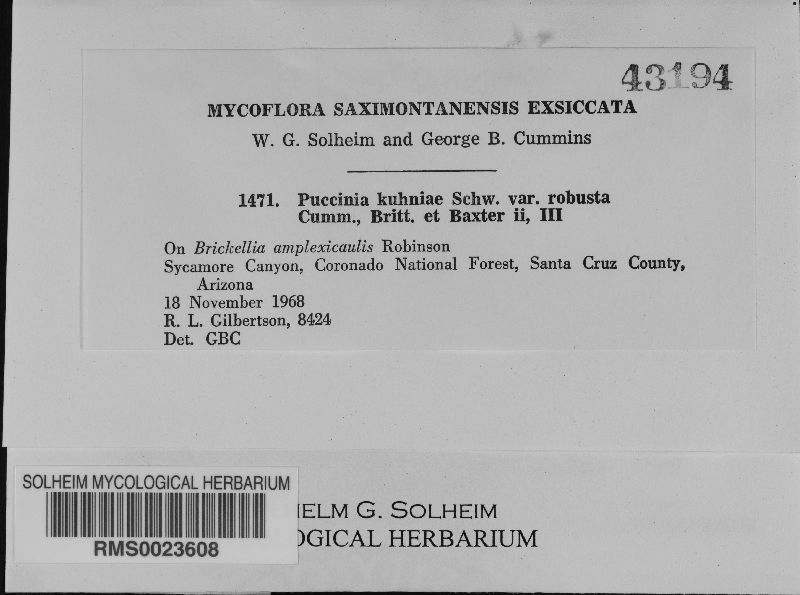 43194
MYCOFLORA SAXIMONTANENSIS EXSICCATA
W. G. Solheim and George B. Cummins
1471. Puccinia kuhniae Schw. var. robusta
Cumm., Britt. et Baxter ii, III
On Brickellia amplexicaulis Robinson
Sycamore Canyon, Coronado National Forest, Santa Cruz County,
Arizona
18 November 1968
R. L. Gilbertson, 8424
Det. GBC
SOLHEIM MYCOLOGICAL HERBARIUM
RMS0023608
HELM G. SOLHEIM
OGICAL HERBARIUM